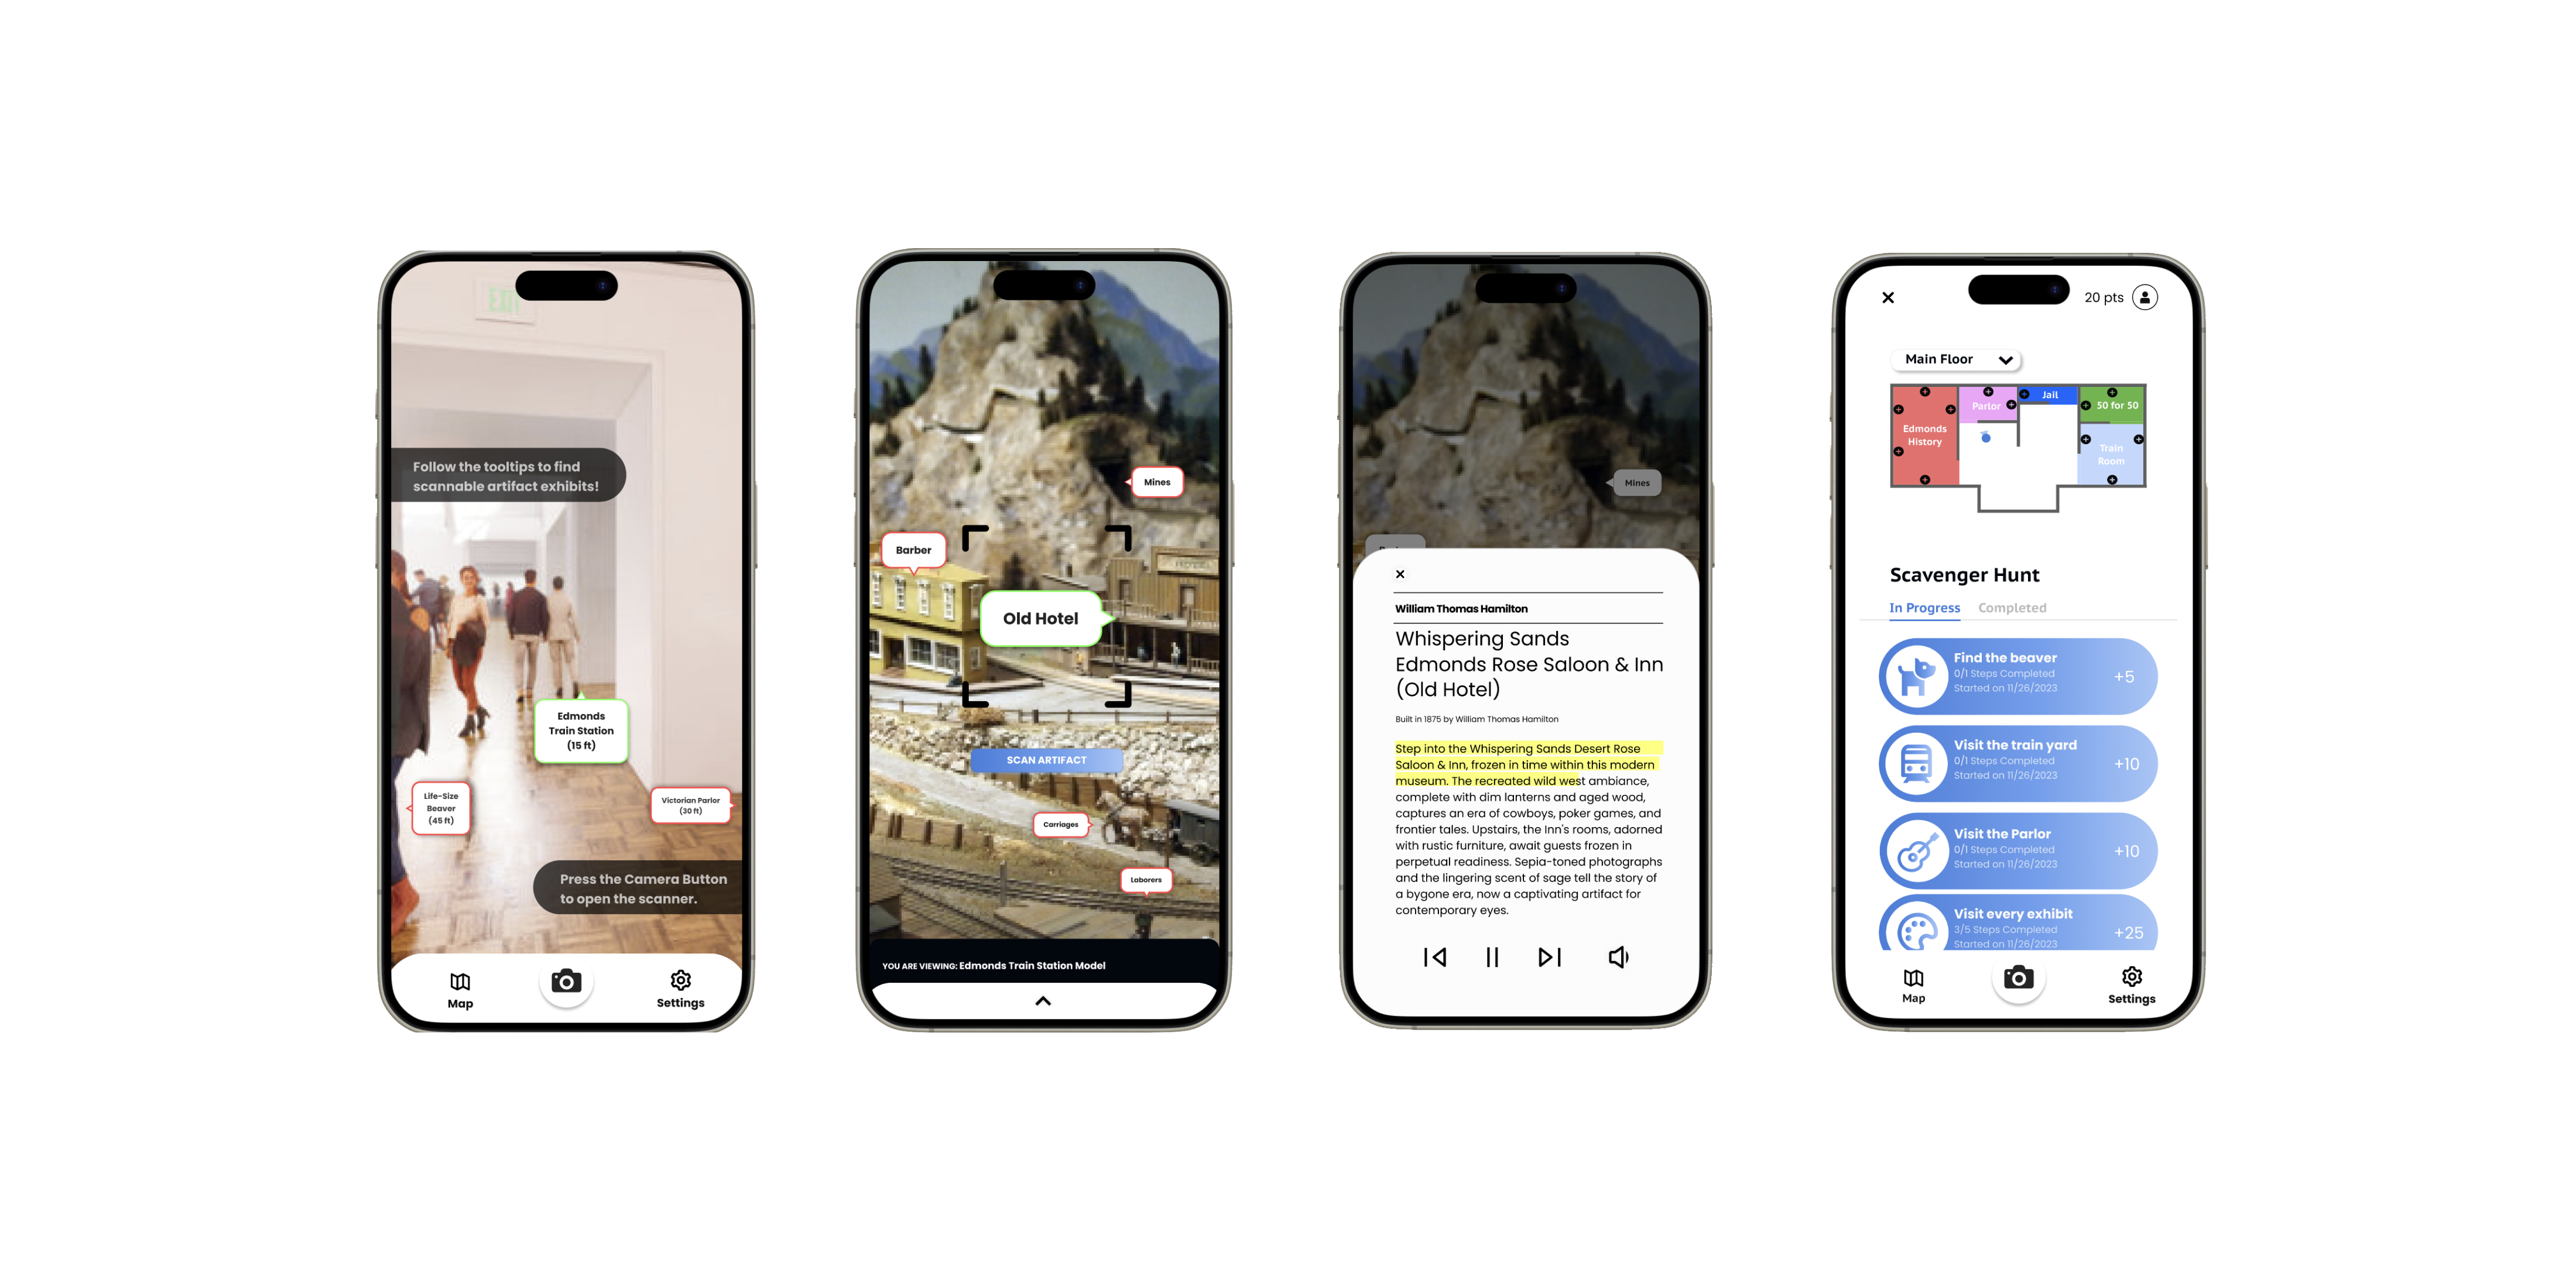 EXIT
Follow the tooltips to find
scannable artifact exhibits!
Edmonds
Train Station
(15 ft)
Life-Size
Beaver
(45 ft)
Victorian Parlor
(30 ft)
Press the Camera Button
to open the scanner.
Map
Settings
Mines
Barber
HOTEL
Old Hotel
SCAN ARTIFACT
Carriages
Laborers
YOU ARE VIEWING: Edmonds Train Station Model
Mines
William Thomas Hamilton
Whispering Sands
Edmonds Rose Saloon & Inn
(Old Hotel)
Built in 1875 by William Thomas Hamilton
Step into the Whispering Sands Desert Rose
Saloon & Inn, frozen in time within this modern
museum. The recreated wild west ambiance,
complete with dim lanterns and aged wood,
captures an era of cowboys, poker games, and
frontier tales. Upstairs, the Inn's rooms, adorned
with rustic furniture, await guests frozen in
perpetual readiness. Sepia-toned photographs
and the lingering scent of sage tell the story of
a bygone era, now a captivating artifact for
contemporary eyes.
20 pts
Main Floor
Edmonds
History
Parlor
Jail
50 for 50
Train
Room
Scavenger Hunt
In Progress Completed
Find the beaver
0/1 Steps Completed
Started on 11/26/2023
+5
Visit the train yard
0/1 Steps Completed
Started on 11/26/2023
+10
Visit the Parlor
0/1 Steps Completed
Started on 11/26/2023
+10
Visit every exhibit
3/5 Steps Completed
Started on 11/26/2023
+25
Map
Settings